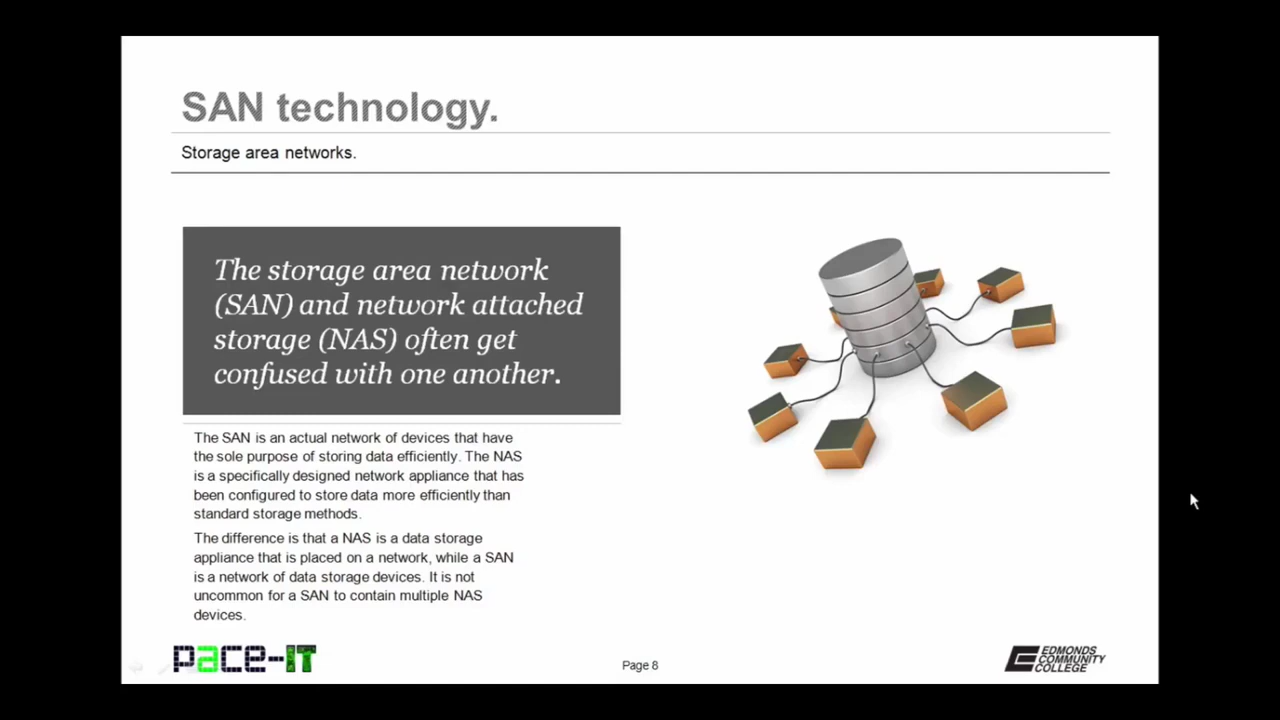 SAN technology.
Storage area networks.
The storage area network
(SAN) and network attached
storage (NAS) often get
confused with one another.
The SAN is an actual network of devices that have
the sole purpose of storing data efficiently. The NAS
is a specifically designed network appliance that has
been configured to store data more efficiently than
standard storage methods.
The difference is that a NAS is a data storage
appliance that is placed on a network, while a SAN
is a network of data storage devices. It is not
uncommon for a SAN to contain multiple NAS
devices.
pace-IT
Page 8
EDMONDS
COMMUNITY
COLLEGE